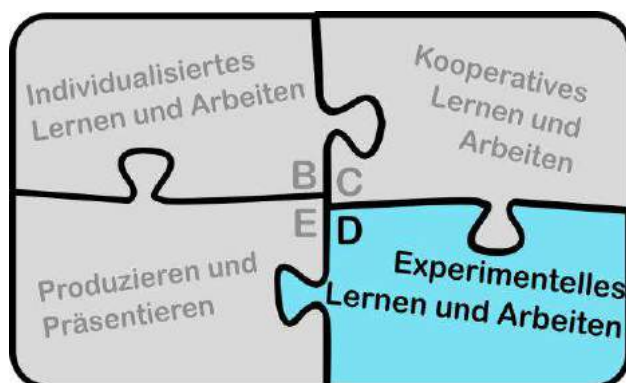 Individualisiertes
Lernen und Arbeiten
B
Kooperatives
Lernen und
Arbeiten
C
E
Produzieren und
Präsentieren
D
Experimentelles
Lernen und Arbeiten